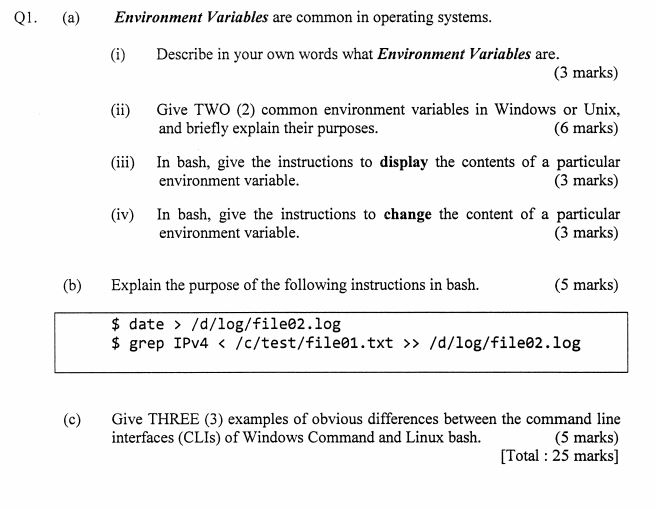 Q1. (a) Environment Variables are common in operating systems.
(i) Describe in your own words what Environment Variables are.
(3 marks)
(ii) Give TWO (2) common environment variables in Windows or Unix,
and briefly explain their purposes. (6 marks)
(iii) In bash, give the instructions to display the contents of a particular
environment variable. (3 marks)
(iv) In bash, give the instructions to change the content of a particular
environment variable. (3 marks)
(b) Explain the purpose of the following instructions in bash. (5 marks)
$ date > /d/log/file02.log
$ grep IPv4 < /c/test/file01.txt >> /d/log/file02.log
(c) Give THREE (3) examples of obvious differences between the command line
interfaces (CLIs) of Windows Command and Linux bash. (5 marks)
[Total : 25 marks]